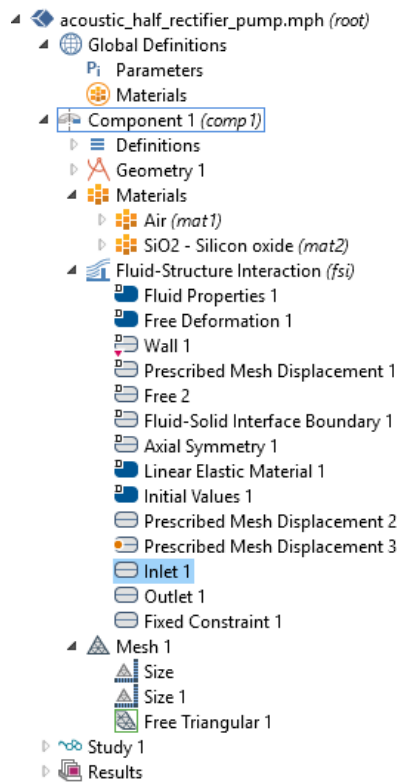 acoustic_half_rectifier_pump.mph (root)
Global Definitions
Pi Parameters
Materials
Component 1 (comp1)
Definitions
Geometry 1
Materials
Air (mat1)
SiO2 - Silicon oxide (mat2)
Fluid-Structure Interaction (fsi)
D Fluid Properties 1
D Free Deformation 1
D Wall 1
D Prescribed Mesh Displacement 1
D Free 2
D Fluid-Solid Interface Boundary 1
D Axial Symmetry 1
D Linear Elastic Material 1
D Initial Values 1
Prescribed Mesh Displacement 2
Prescribed Mesh Displacement 3
Inlet 1
Outlet 1
Fixed Constraint 1
Mesh 1
Size
Size 1
Free Triangular 1
Study 1
Results